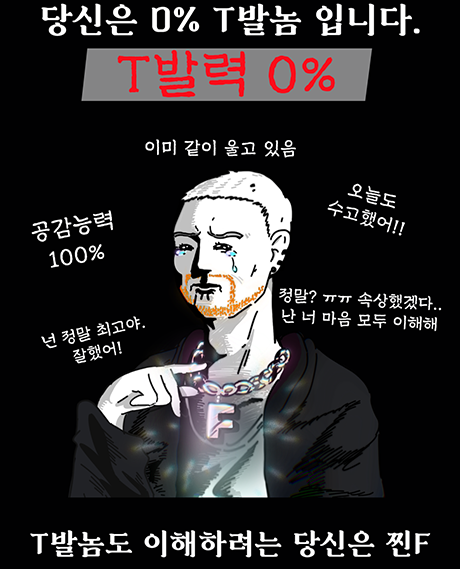 당신은 0% T발놈 입니다.
T발력 0%
이미 같이 울고 있음
오늘도
수고했어!!
공감능력
100%
정말? ㅠㅠ 속상했겟다..
난 너 마음 모두 이해해
넌 정말 최고야.
잘했어!
F
T발놈도 이해하려는 당신은 찐F